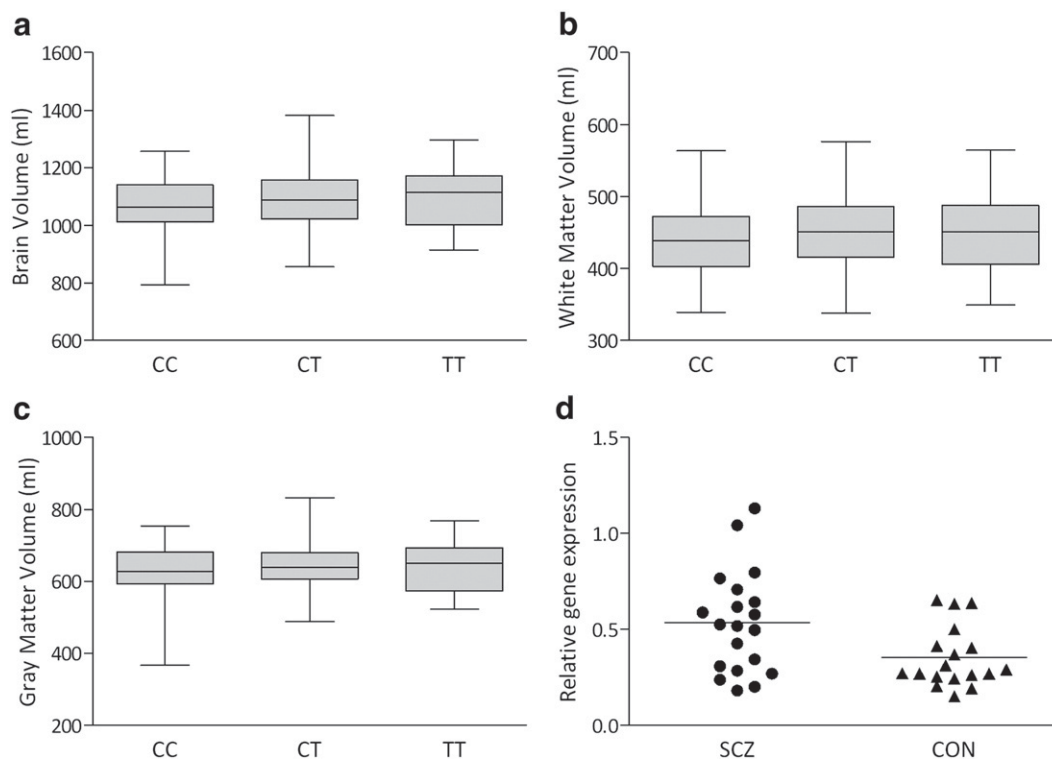 a
Brain Volume (ml)
1600
1400
1200
1000
800
600
CC CT TT
b
White Matter Volume (ml)
700
600
500
400
300
CC CT TT
c
Gray Matter Volume (ml)
1000
800
600
400
200
CC CT TT
d
Relative gene expression
1.5
1.0
0.5
0.0
SCZ CON